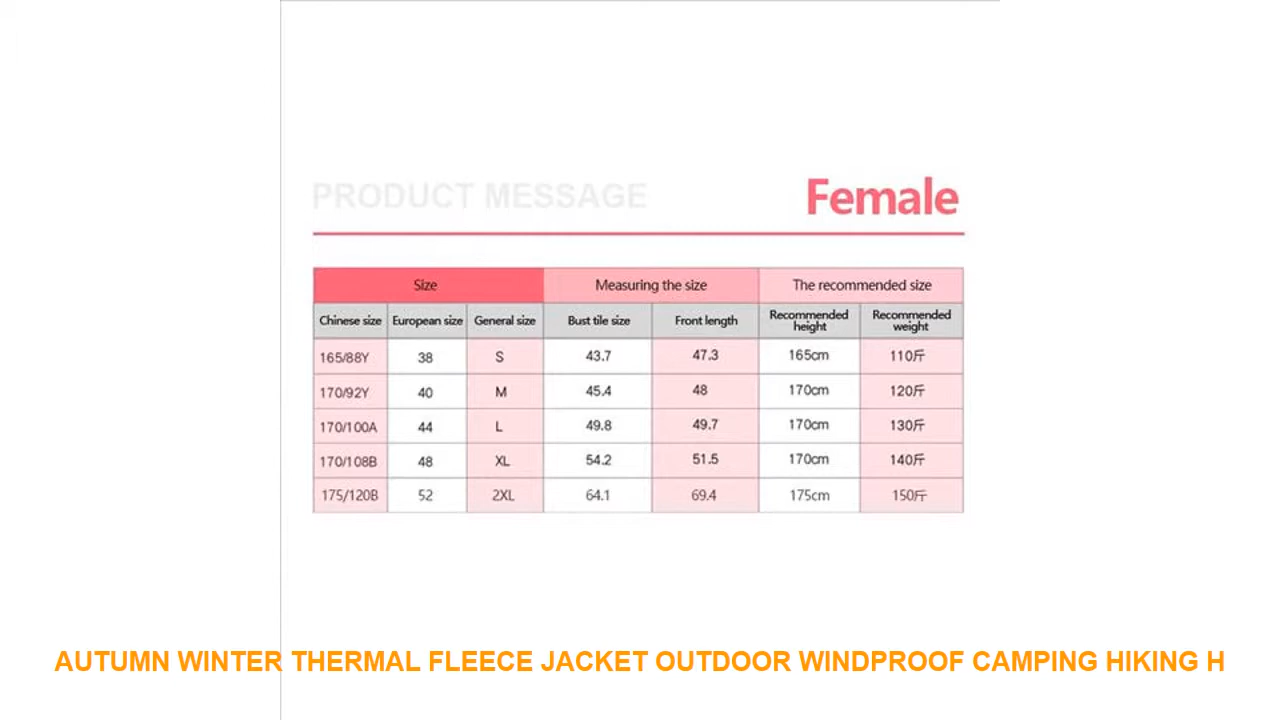 PRODUCT MESSAGE Female
Size Measuring the size The recommended size
Chinese size European size General size Bust tile size Front length Recommended height Recommended weight
165/88Y 38 S 43.7 47.3 165cm 110斤
170/92Y 40 M 45.4 48 170cm 120斤
170/100A 44 L 49.8 49.7 170cm 130斤
170/108B 48 XL 54.2 51.5 170cm 140斤
175/120B 52 2XL 64.1 69.4 175cm 150斤
AUTUMN WINTER THERMAL FLEECE JACKET OUTDOOR WINDPROOF CAMPING HIKING H